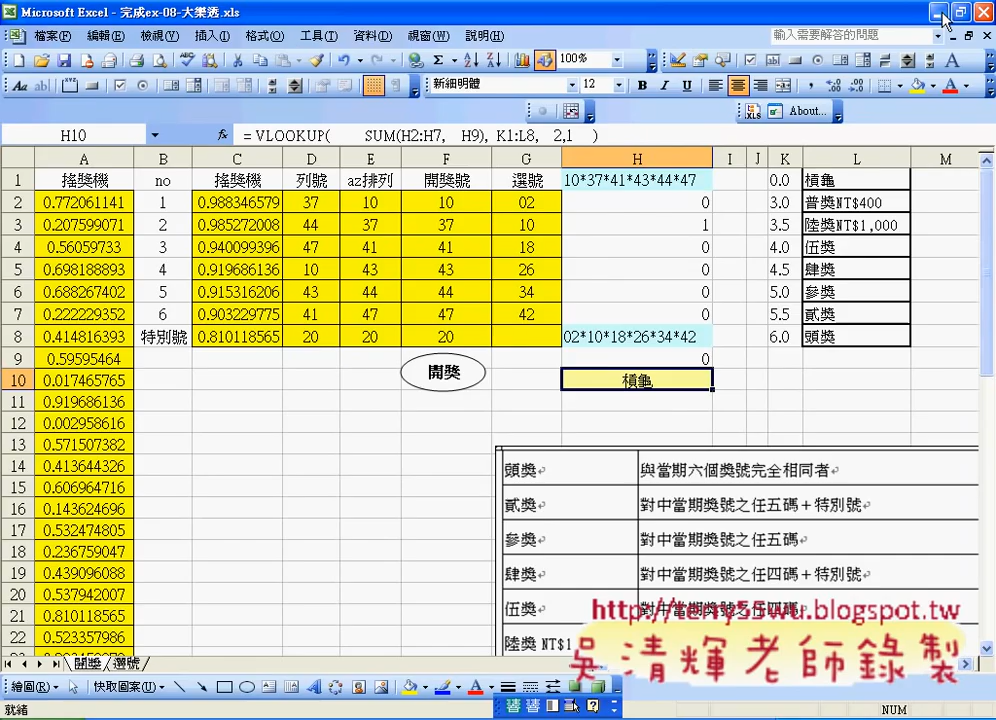 Microsoft Excel - 完成ex-08-大樂透.xls
檔案(F) 編輯(E) 檢視(V) 插入(I) 格式(O) 工具(T) 資料(D) 視窗(W) 說明(H) 輸入需要解答的問題
100%
新細明體 12 B I U
About...
H10 fx = VLOOKUP( SUM(H2:H7, H9), K1:L8, 2,1 )
A B C D E F G H I J K L M
1 搖獎機 no 搖獎機 列號 az排列 開獎號 選號 10*37*41*43*44*47 0.0 槓龜
2 0.772061141 1 0.988346579 37 10 10 02 0 3.0 普獎NT$400
3 0.207599071 2 0.985272008 44 37 37 10 1 3.5 陸獎NT$1,000
4 0.56059733 3 0.940099396 47 41 41 18 0 4.0 伍獎
5 0.698188893 4 0.919686136 10 43 43 26 0 4.5 肆獎
6 0.688267402 5 0.915316206 43 44 44 34 0 5.0 參獎
7 0.222229352 6 0.903229775 41 47 47 42 0 5.5 貳獎
8 0.414816393 特別號 0.810118565 20 20 20 02*10*18*26*34*42 6.0 頭獎
9 0.59595464 0
開獎
10 0.017465765 槓龜
11 0.919686136
12 0.002958616
13 0.571507382
14 0.413644326 頭獎 與當期六個獎號完全相同者
15 0.606964716
16 0.143624696 貳獎 對中當期獎號之任五碼＋特別號
17 0.532474805 參獎 對中當期獎號之任五碼
18 0.236759047
19 0.439096088 肆獎 對中當期獎號之任四碼＋特別號
20 0.537942007
21 0.810118565 伍獎 對中當期獎號之任四碼
http://terry55wu.blogspot.tw
22 0.523357986 陸獎 NT$1
吳清輝老師錄製
開獎 選號
繪圖(R) 快取圖案(U)
就緒 NUM